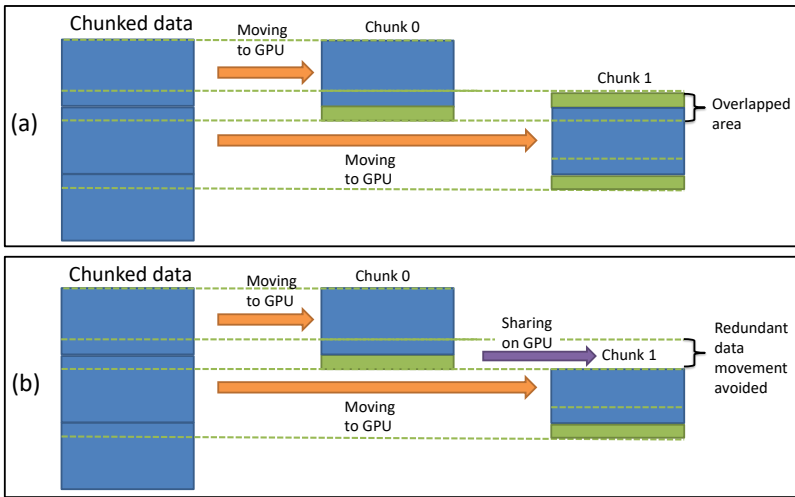 Chunked data
Moving
to GPU
Chunk 0
Chunk 1
Overlapped
area
(a)
Moving
to GPU
Chunked data
Moving
to GPU
Chunk 0
Sharing
on GPU
Chunk 1
Redundant
data
movement
avoided
(b)
Moving
to GPU